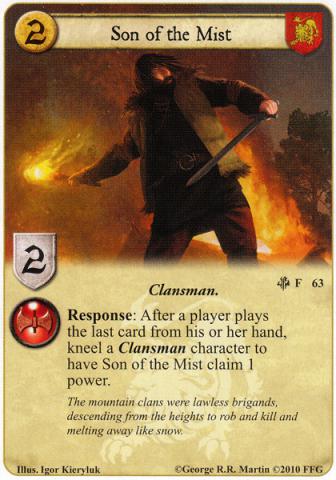 2
Son of the Mist
2
Clansman.
F 63
Response: After a player plays
the last card from his or her hand,
kneel a Clansman character to
have Son of the Mist claim 1
power.
The mountain clans were lawless brigands,
descending from the heights to rob and kill and
melting away like snow.
Illus. Igor Kieryluk
©George R.R. Martin ©2010 FFG